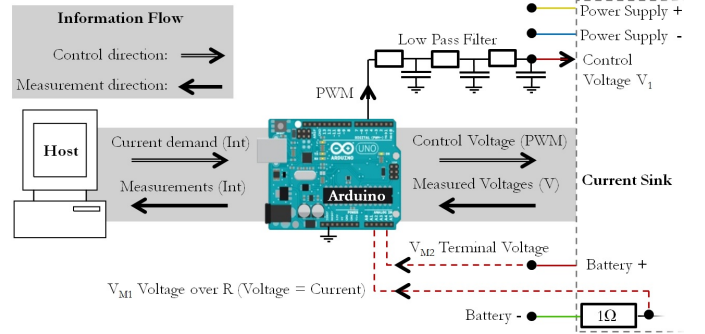 Information Flow
Control direction:
Measurement direction:
Low Pass Filter
Power Supply +
Power Supply -
Control
Voltage V1
PWM
Host
Current demand (Int)
Measurements (Int)
UNO
ARDUINO
Arduino
Control Voltage (PWM)
Measured Voltages (V)
Current Sink
VM2 Terminal Voltage
Battery +
VM1 Voltage over R (Voltage = Current)
Battery -
1Ω